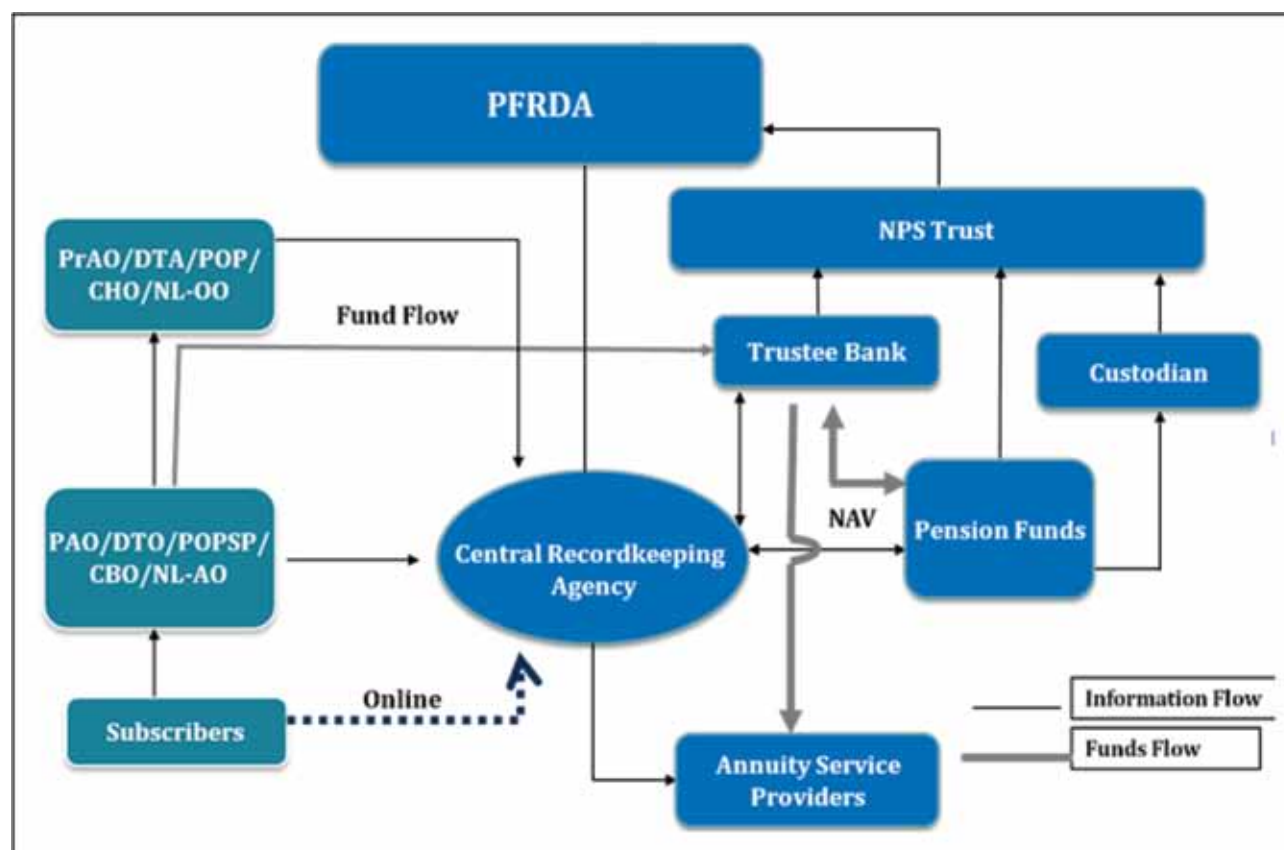 PFRDA
NPS Trust
PrAO/DTA/POP/
CHO/NL-OO
Fund Flow
Trustee Bank
Custodian
PAO/DTO/POPSP/
CBO/NL-AO
Central Recordkeeping
Agency
NAV
Pension Funds
Subscribers
Online
Annuity Service
Providers
Information Flow
Funds Flow